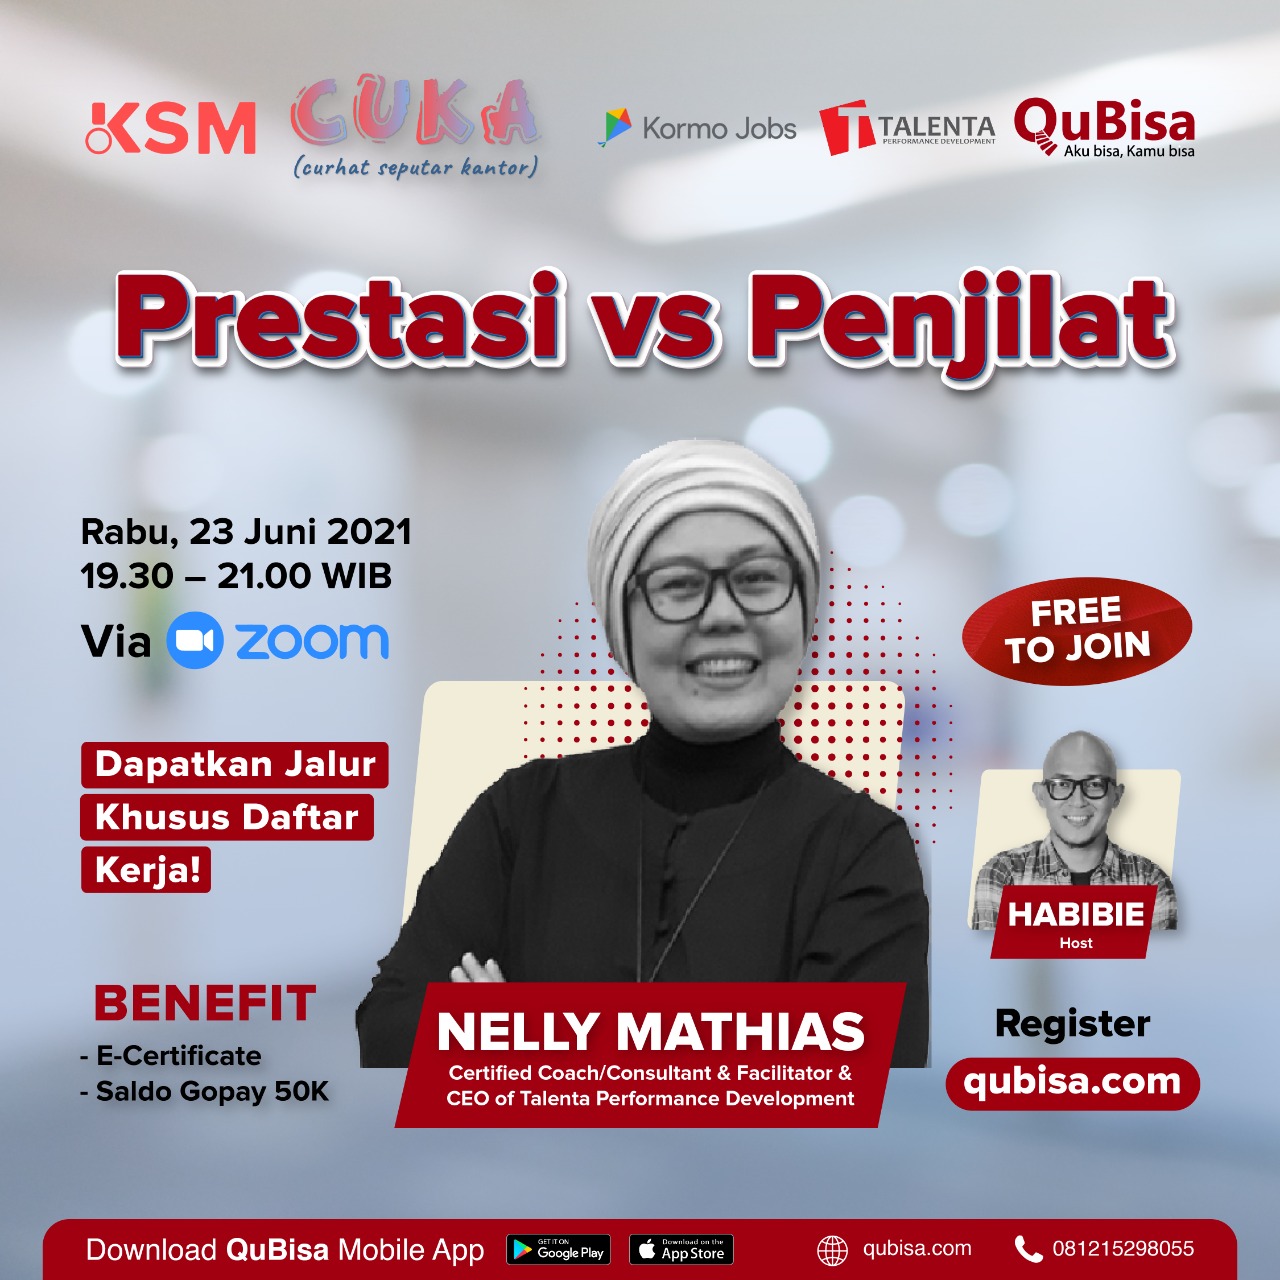 KSM
CUKA
(curhat seputar kantor)
Kormo Jobs
TALENTA
PERFORMANCE DEVELOPMENT
QuBisa
Aku bisa, Kamu bisa
Prestasi vs Penjilat
Rabu, 23 Juni 2021
19.30 – 21.00 WIB
Via zoom
FREE
TO JOIN
Dapatkan Jalur
Khusus Daftar
Kerja!
HABIBIE
Host
BENEFIT
- E-Certificate
- Saldo Gopay 50K
NELLY MATHIAS
Certified Coach/Consultant & Facilitator &
CEO of Talenta Performance Development
Register
qubisa.com
Download QuBisa Mobile App
GET IT ON
Google Play
Download on the
App Store
qubisa.com
081215298055